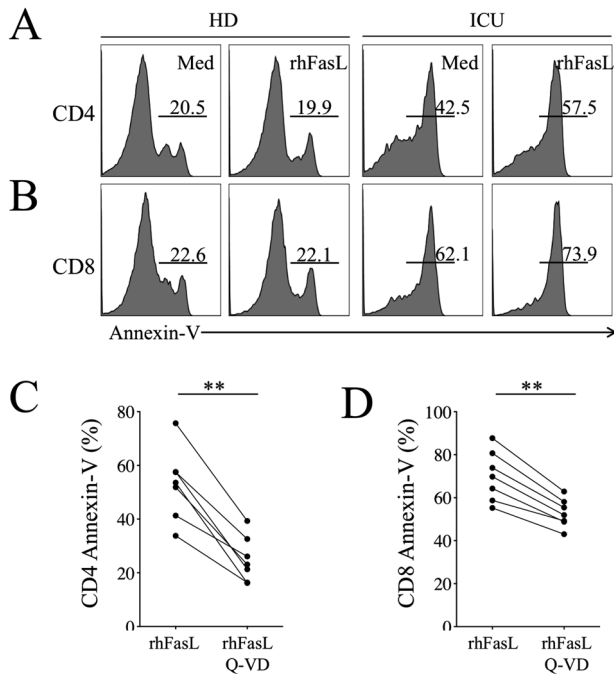 A
HD ICU
Med rhFasL Med rhFasL
CD4 20.5 19.9 42.5 57.5
B
CD8 22.6 22.1 62.1 73.9
Annexin-V
C
**
CD4 Annexin-V (%)
80
60
40
20
0
rhFasL rhFasL
Q-VD
D
**
CD8 Annexin-V (%)
100
80
60
40
20
0
rhFasL rhFasL
Q-VD